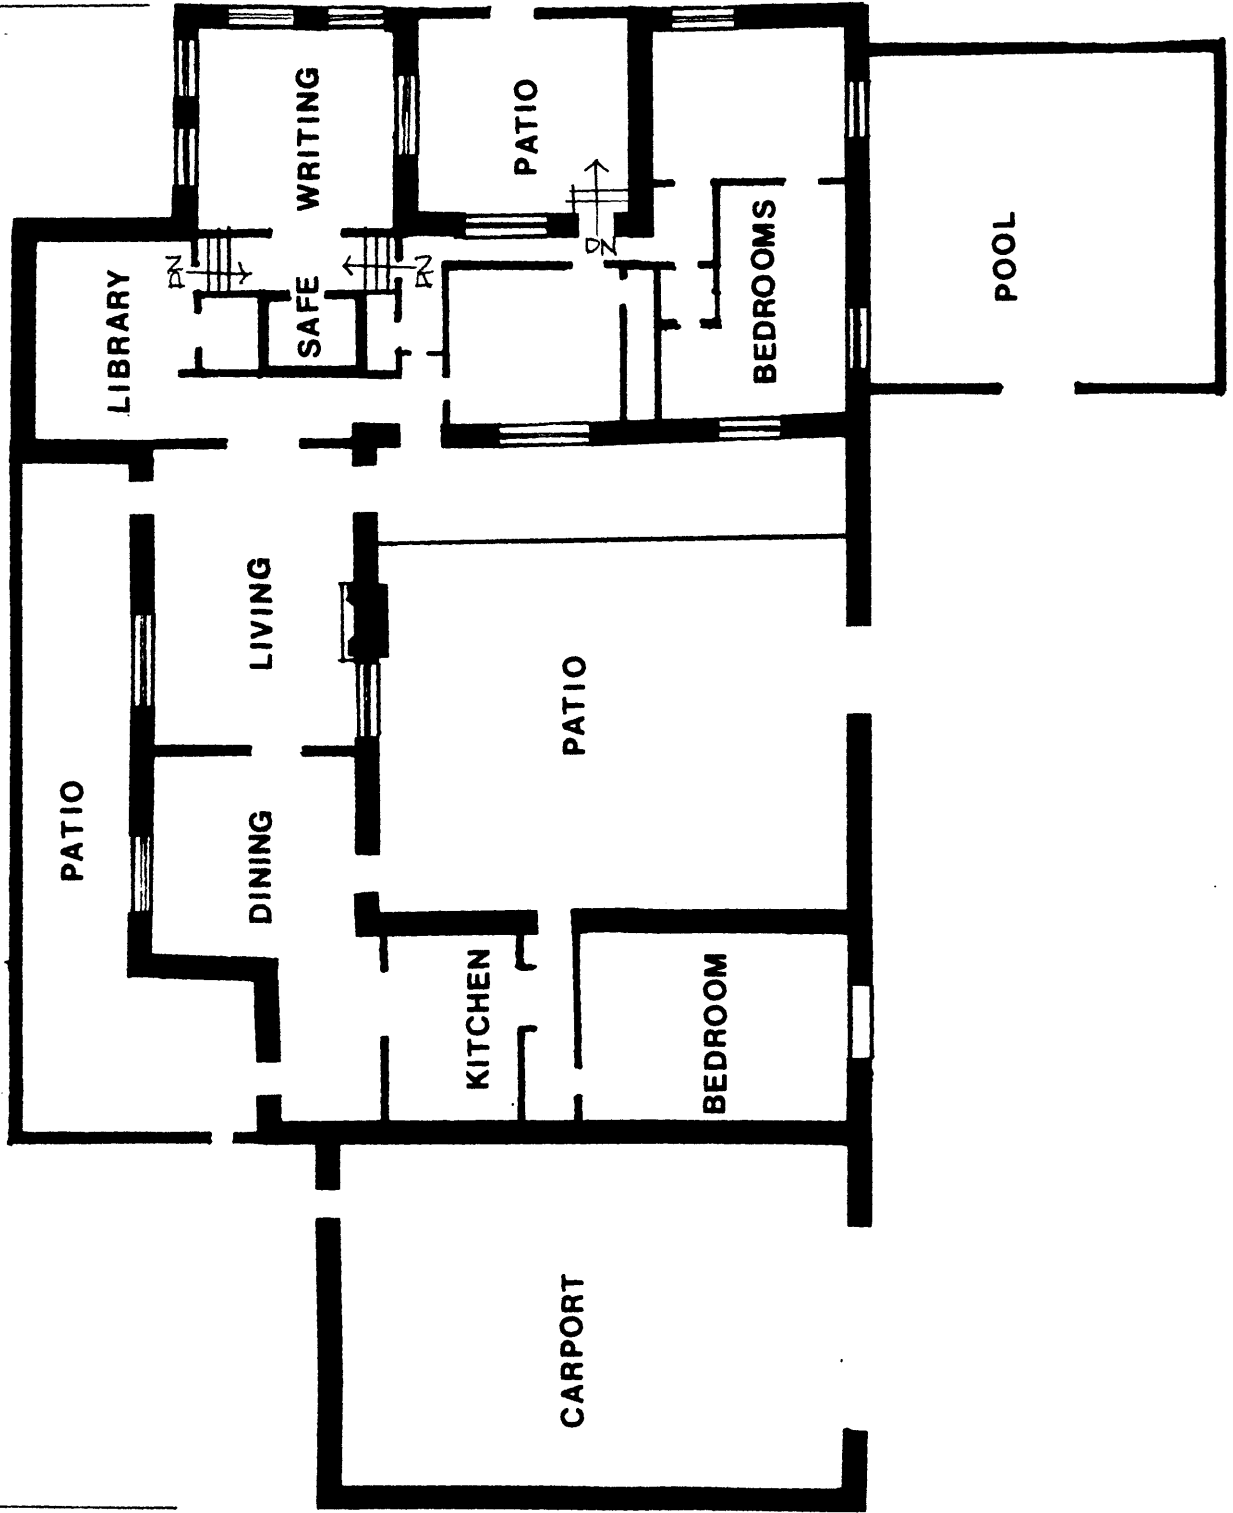 WRITING
PATIO
DN
DN
DN
LIBRARY
SAFE
BEDROOMS
POOL
LIVING
PATIO
PATIO
DINING
KITCHEN
BEDROOM
CARPORT